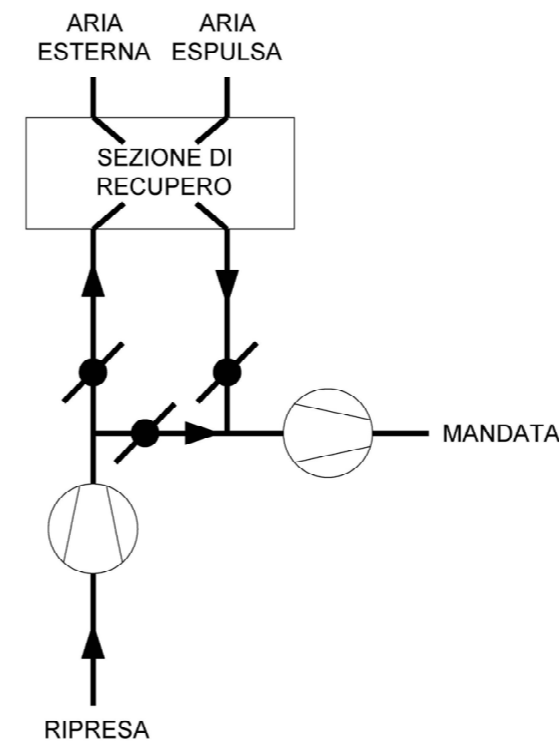 ARIA
ESTERNA
ARIA
ESPULSA
SEZIONE DI
RECUPERO
MANDATA
RIPRESA